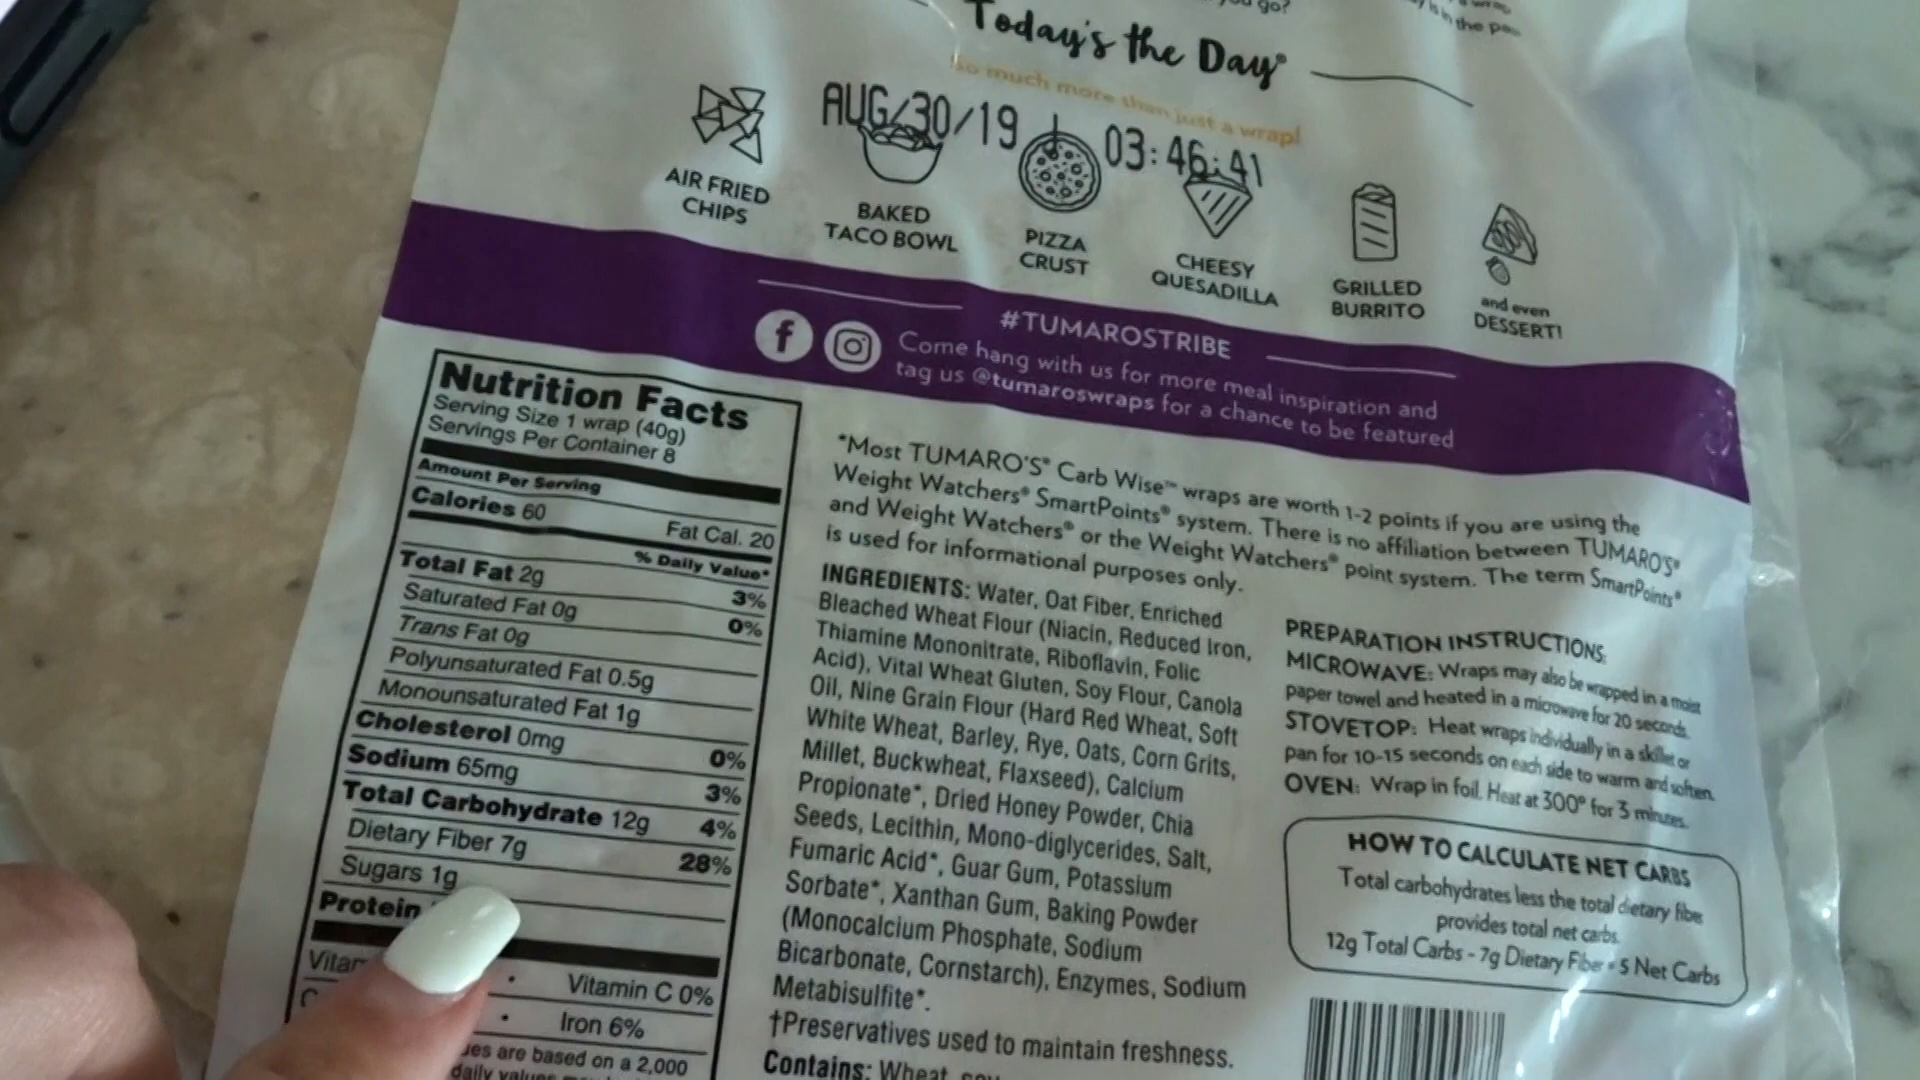 you go?
is in the pan
Today's the Day®
so much more than just a wrap!
AUG/30/19 03:46:41
AIR FRIED
CHIPS
BAKED
TACO BOWL
PIZZA
CRUST
CHEESY
QUESADILLA
GRILLED
BURRITO
and even
DESSERT!
#TUMAROSTRIBE
Come hang with us for more meal inspiration and
tag us @tumaroswraps for a chance to be featured
Nutrition Facts
Serving Size 1 wrap (40g)
Servings Per Container 8
Amount Per Serving
Calories 60 Fat Cal. 20
% Daily Value*
Total Fat 2g 3%
Saturated Fat 0g 0%
Trans Fat 0g
Polyunsaturated Fat 0.5g
Monounsaturated Fat 1g
Cholesterol 0mg 0%
Sodium 65mg 3%
Total Carbohydrate 12g 4%
Dietary Fiber 7g 28%
Sugars 1g
Protein
• Vitamin C 0%
• Iron 6%
are based on a 2,000
daily values
*Most TUMARO'S® Carb Wise™ wraps are worth 1-2 points if you are using the
Weight Watchers® SmartPoints® system. There is no affiliation between TUMARO'S®
and Weight Watchers® or the Weight Watchers® point system. The term SmartPoints®
is used for informational purposes only.
INGREDIENTS: Water, Oat Fiber, Enriched
Bleached Wheat Flour (Niacin, Reduced Iron,
Thiamine Mononitrate, Riboflavin, Folic
Acid), Vital Wheat Gluten, Soy Flour, Canola
Oil, Nine Grain Flour (Hard Red Wheat, Soft
White Wheat, Barley, Rye, Oats, Corn Grits,
Millet, Buckwheat, Flaxseed), Calcium
Propionate*, Dried Honey Powder, Chia
Seeds, Lecithin, Mono-diglycerides, Salt,
Fumaric Acid*, Guar Gum, Potassium
Sorbate*, Xanthan Gum, Baking Powder
(Monocalcium Phosphate, Sodium
Bicarbonate, Cornstarch), Enzymes, Sodium
Metabisulfite*.
†Preservatives used to maintain freshness.
Contains: Wheat, soy
PREPARATION INSTRUCTIONS:
MICROWAVE: Wraps may also be wrapped in a moist
paper towel and heated in a microwave for 20 seconds.
STOVETOP: Heat wraps individually in a skillet or
pan for 10-15 seconds on each side to warm and soften.
OVEN: Wrap in foil. Heat at 300° for 3 minutes.
HOW TO CALCULATE NET CARBS
Total carbohydrates less the total dietary fiber
provides total net carbs.
12g Total Carbs - 7g Dietary Fiber = 5 Net Carbs